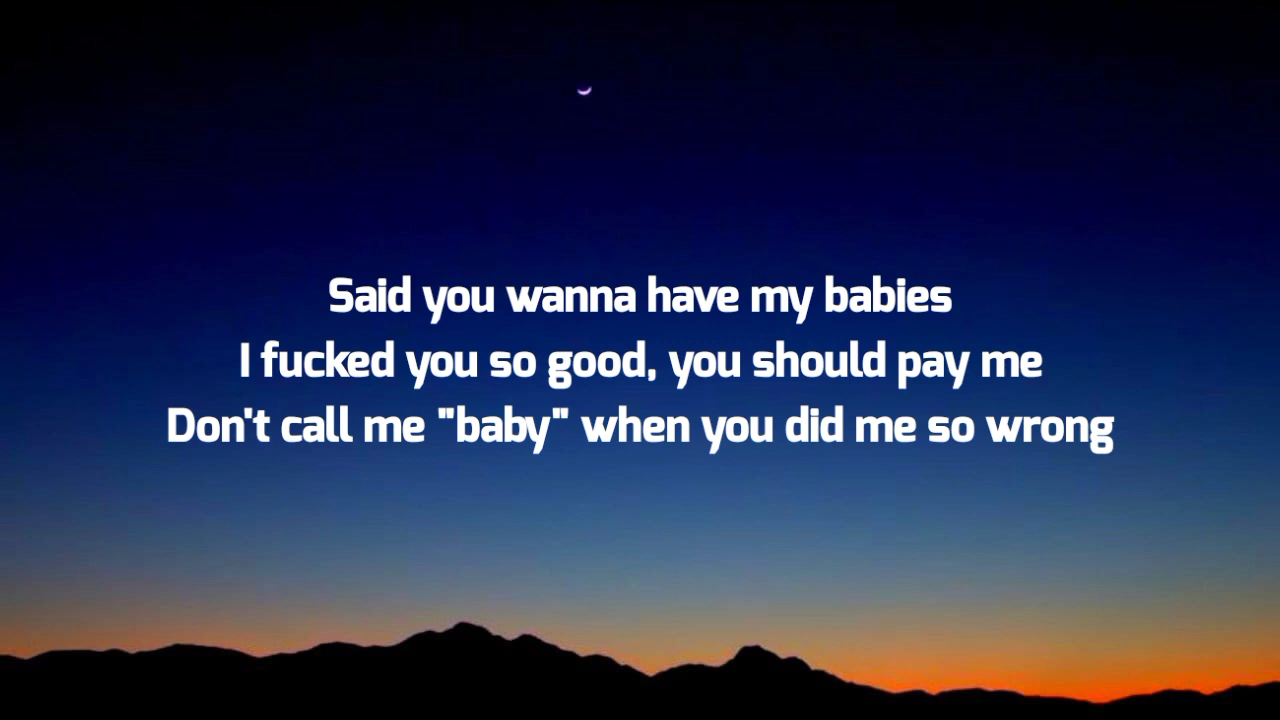 Said you wanna have my babies
I fucked you so good, you should pay me
Don't call me "baby" when you did me so wrong